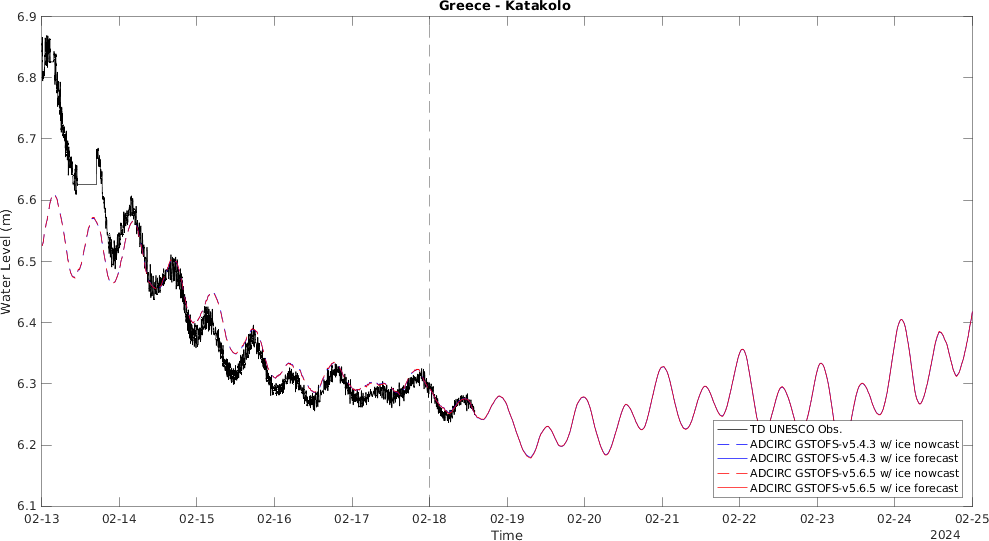 Greece - Katakolo
6.9
6.8
6.7
6.6
6.5
6.4
6.3
6.2
6.1
Water Level (m)
TD UNESCO Obs.
ADCIRC GSTOFS-v5.4.3 w/ ice nowcast
ADCIRC GSTOFS-v5.4.3 w/ ice forecast
ADCIRC GSTOFS-v5.6.5 w/ ice nowcast
ADCIRC GSTOFS-v5.6.5 w/ ice forecast
02-13 02-14 02-15 02-16 02-17 02-18 02-19 02-20 02-21 02-22 02-23 02-24 02-25
Time
2024